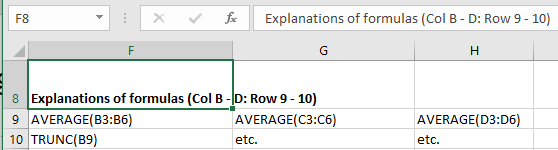 F8 fx Explanations of formulas (Col B - D: Row 9 - 10)
F G H
8 Explanations of formulas (Col B - D: Row 9 - 10)
9 AVERAGE(B3:B6) AVERAGE(C3:C6) AVERAGE(D3:D6)
10 TRUNC(B9) etc. etc.